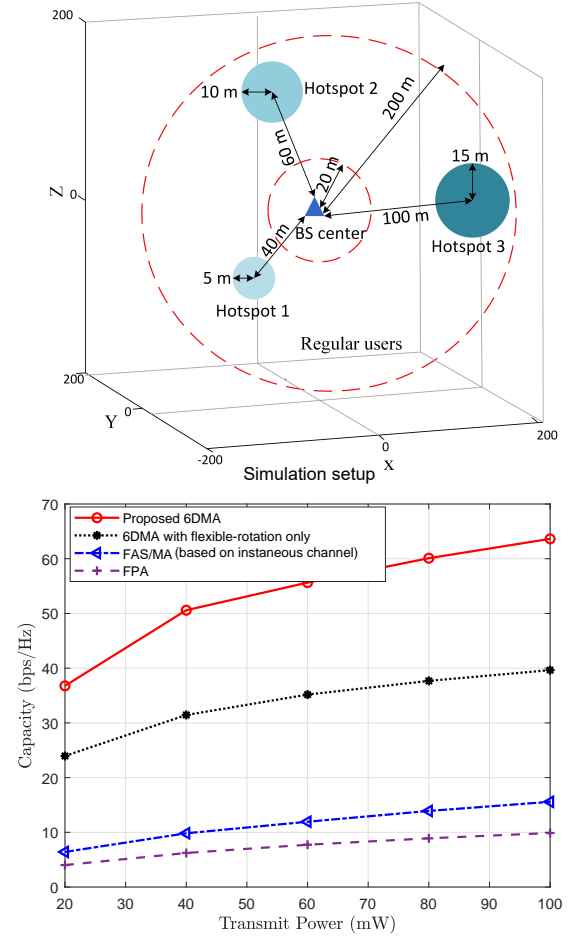 200
10 m
Hotspot 2
200 m
60 m
20 m
15 m
Z
0
BS center
100 m
40 m
Hotspot 3
5 m
Hotspot 1
Regular users
200
Y
0
-200
0
200
x
Simulation setup
70
60
50
40
30
20
10
0
Proposed 6DMA
6DMA with flexible-rotation only
FAS/MA (based on instaneous channel)
FPA
Capacity (bps/Hz)
20 30 40 50 60 70 80 90 100
Transmit Power (mW)